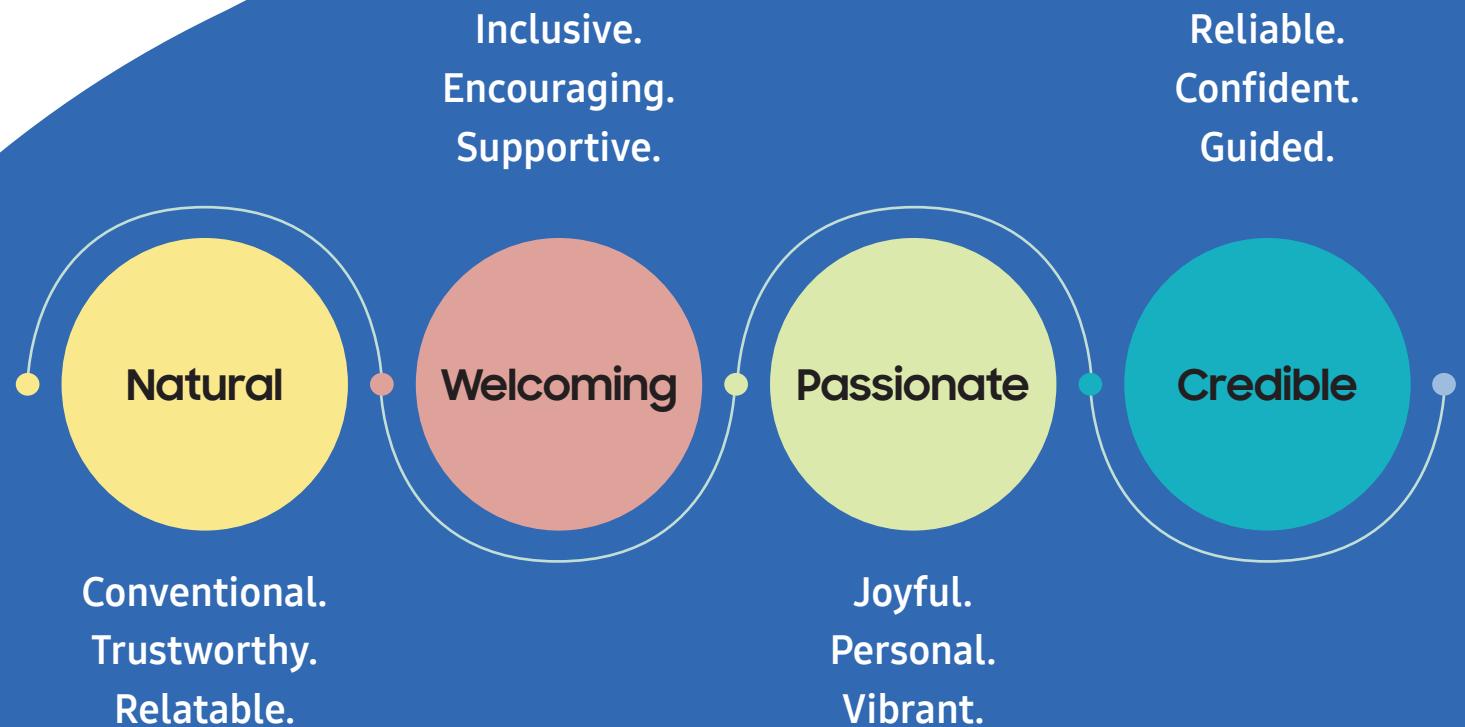 Inclusive.
Encouraging.
Supportive.
Reliable.
Confident.
Guided.
Natural
Welcoming
Passionate
Credible
Conventional.
Trustworthy.
Relatable.
Joyful.
Personal.
Vibrant.